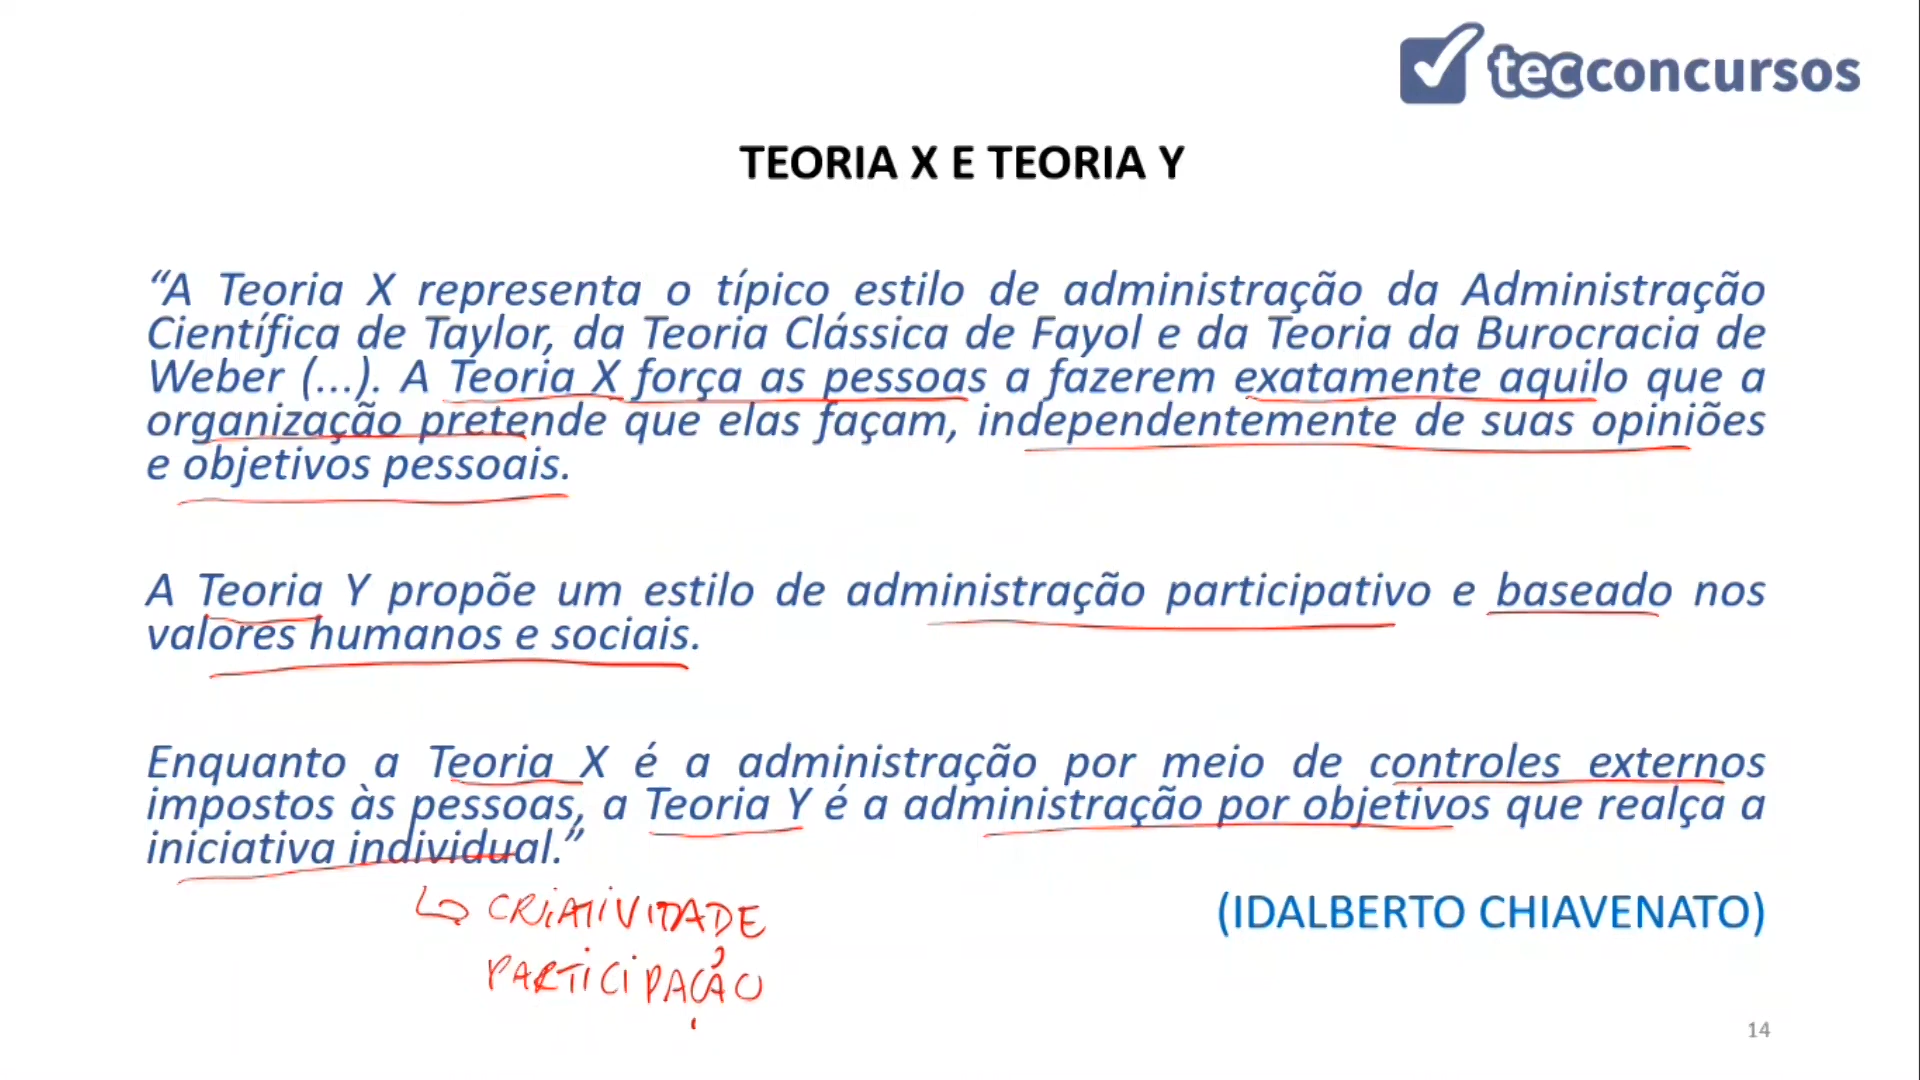 tecconcursos
TEORIA X E TEORIA Y
“A Teoria X representa o típico estilo de administração da Administração
Científica de Taylor, da Teoria Clássica de Fayol e da Teoria da Burocracia de
Weber (...). A Teoria X força as pessoas a fazerem exatamente aquilo que a
organização pretende que elas façam, independentemente de suas opiniões
e objetivos pessoais.
A Teoria Y propõe um estilo de administração participativo e baseado nos
valores humanos e sociais.
Enquanto a Teoria X é a administração por meio de controles externos
impostos às pessoas, a Teoria Y é a administração por objetivos que realça a
iniciativa individual.”
CRIATIVIDADE
(IDALBERTO CHIAVENATO)
PARTICIPAÇÃO
14